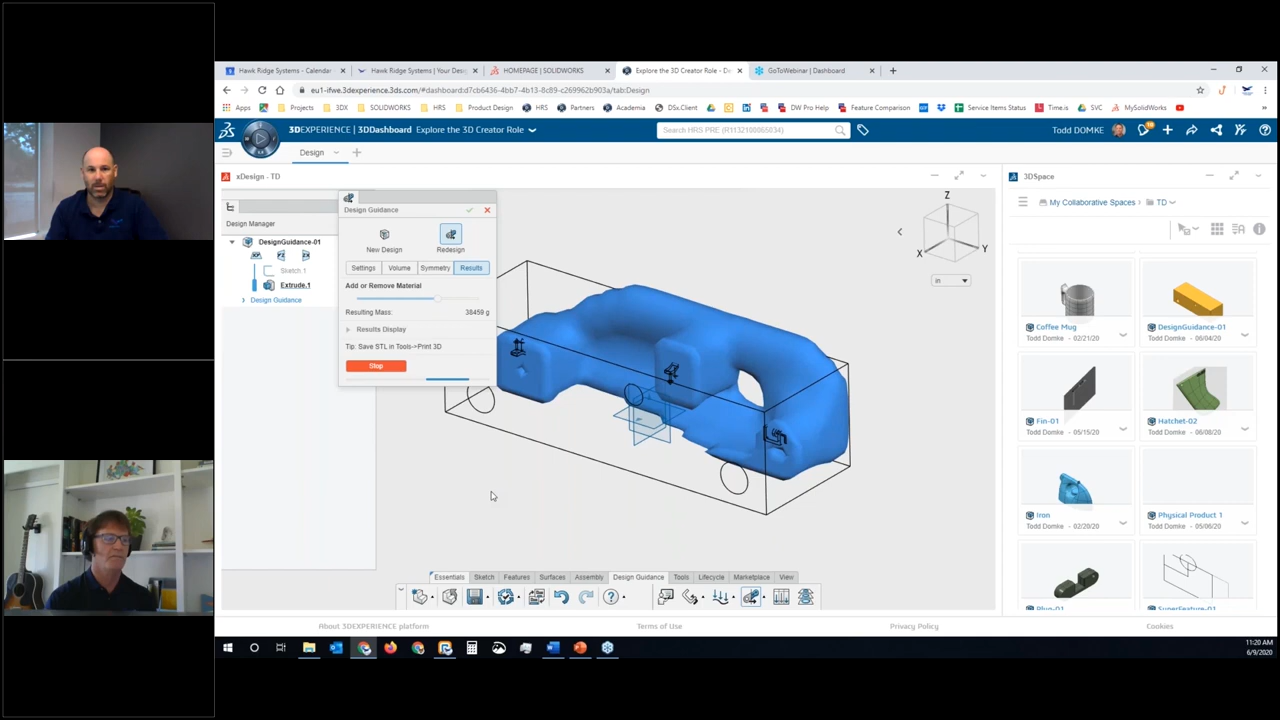 Hawk Ridge Systems - Calendar
Hawk Ridge Systems | Your Desi
HOMEPAGE | SOLIDWORKS
Explore the 3D Creator Role - De
GoToWebinar | Dashboard
eu1-ifwe.3dexperience.3ds.com/#dashboard:d7cb6436-4bb7-4b13-8c89-c269962b903a/tab:Design
Apps
Projects
3DX
SOLIDWORKS
HRS
Product Design
HRS
Partners
Academia
DSx.Client
DW Pro Help
Feature Comparison
Service Items Status
Time.is
SVC
MySolidWorks
3DEXPERIENCE | 3DDashboard Explore the 3D Creator Role
Search HRS PRE (R1132100055034)
Todd DOMKE
Design
xDesign - TD
3DSpace
Design Manager
DesignGuidance-01
Sketch 1
Extrude.1
Design Guidance
Design Guidance
New Design
Redesign
Settings
Volume
Symmetry
Results
Add or Remove Material
Resulting Mass:
38459 g
Results Display
Tip: Save STL in Tools->Print 3D
Stop
Z
X
Y
in
My Collaborative Spaces
TD
Coffee Mug
Todd Domke - 02/21/20
DesignGuidance-01
Todd Domke - 06/04/20
Fin-01
Todd Domke - 05/15/20
Hatchet-02
Todd Domke - 06/08/20
Iron
Todd Domke - 02/20/20
Physical Product 1
Todd Domke - 05/06/20
Plug-01
SuperFeature-01
Essentials
Sketch
Features
Surfaces
Assembly
Design Guidance
Tools
Lifecycle
Marketplace
View
About 3DEXPERIENCE platform
Terms of Use
Privacy Policy
Cookies
11:20 AM
6/9/2020